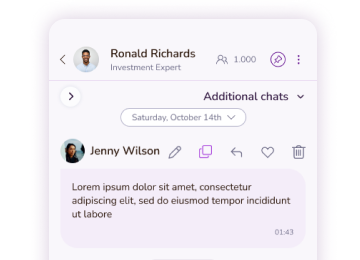 Ronald Richards
Investment Expert
1.000
Additional chats
Saturday, October 14th
Jenny Wilson
Lorem ipsum dolor sit amet, consectetur
adipiscing elit, sed do eiusmod tempor incididunt
ut labore
01:43